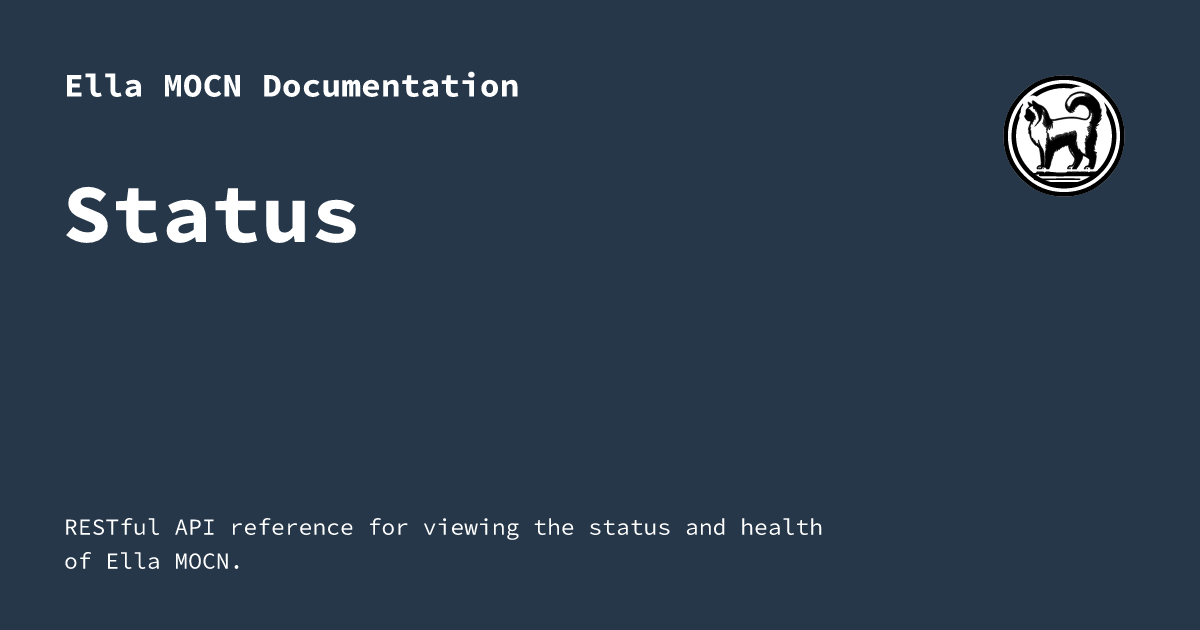 Ella MOCN Documentation
Status
RESTful API reference for viewing the status and health
of Ella MOCN.